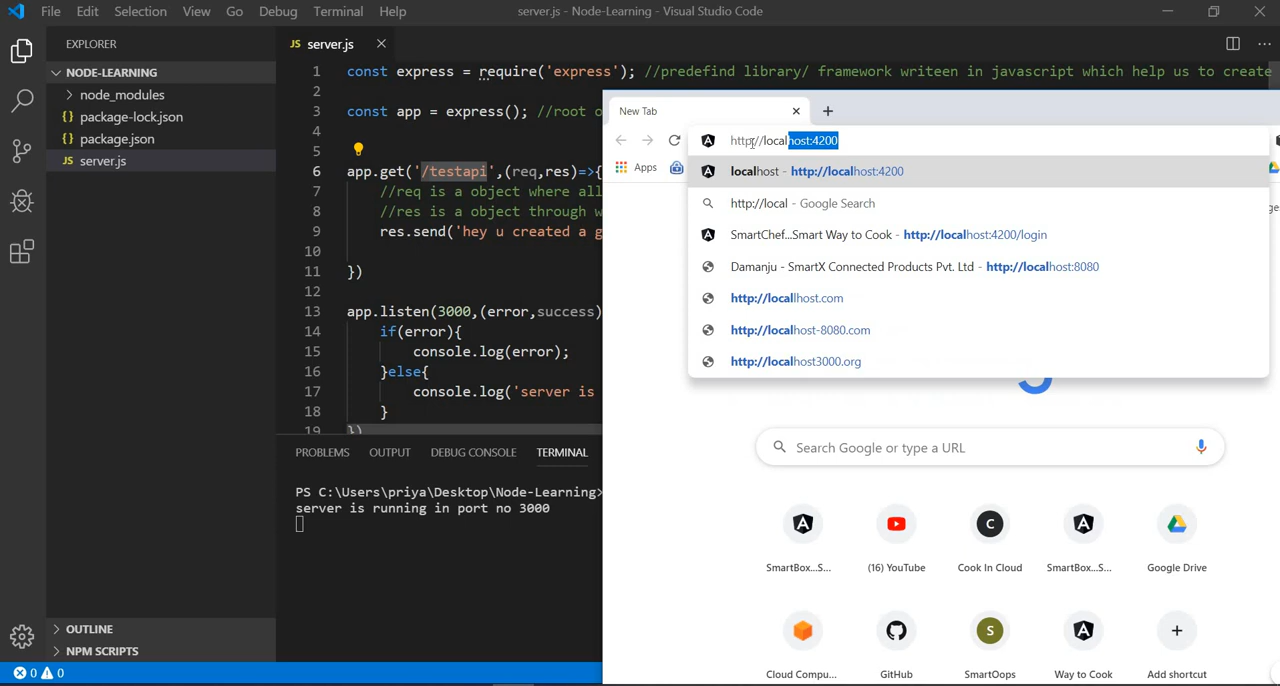 File Edit Selection View Go Debug Terminal Help
server.js - Node-Learning - Visual Studio Code
EXPLORER
NODE-LEARNING
node_modules
{} package-lock.json
{} package.json
JS server.js
OUTLINE
NPM SCRIPTS
0 0
JS server.js
1 const express = require('express'); //predefind library/ framework writeen in javascript which help us to create
2
3 const app = express(); //root o
4
5
6 app.get('/testapi',(req,res)=>{
7 //req is a object where all
8 //res is a object through w
9 res.send('hey u created a g
10
11 })
12
13 app.listen(3000,(error,success)
14 if(error){
15 console.log(error);
16 }else{
17 console.log('server is
18 }
19 })
PROBLEMS OUTPUT DEBUG CONSOLE TERMINAL
PS C:\Users\priya\Desktop\Node-Learning>
server is running in port no 3000
New Tab
http://localhost:4200
Apps
localhost - http://localhost:4200
http://local - Google Search
SmartChef...Smart Way to Cook - http://localhost:4200/login
Damanju - SmartX Connected Products Pvt. Ltd - http://localhost:8080
http://locallhost.com
http://localhost-8080.com
http://localhost3000.org
Search Google or type a URL
SmartBox...S...
(16) YouTube
C
Cook In Cloud
SmartBox...S...
Google Drive
Cloud Compu...
GitHub
S
SmartOops
Way to Cook
Add shortcut